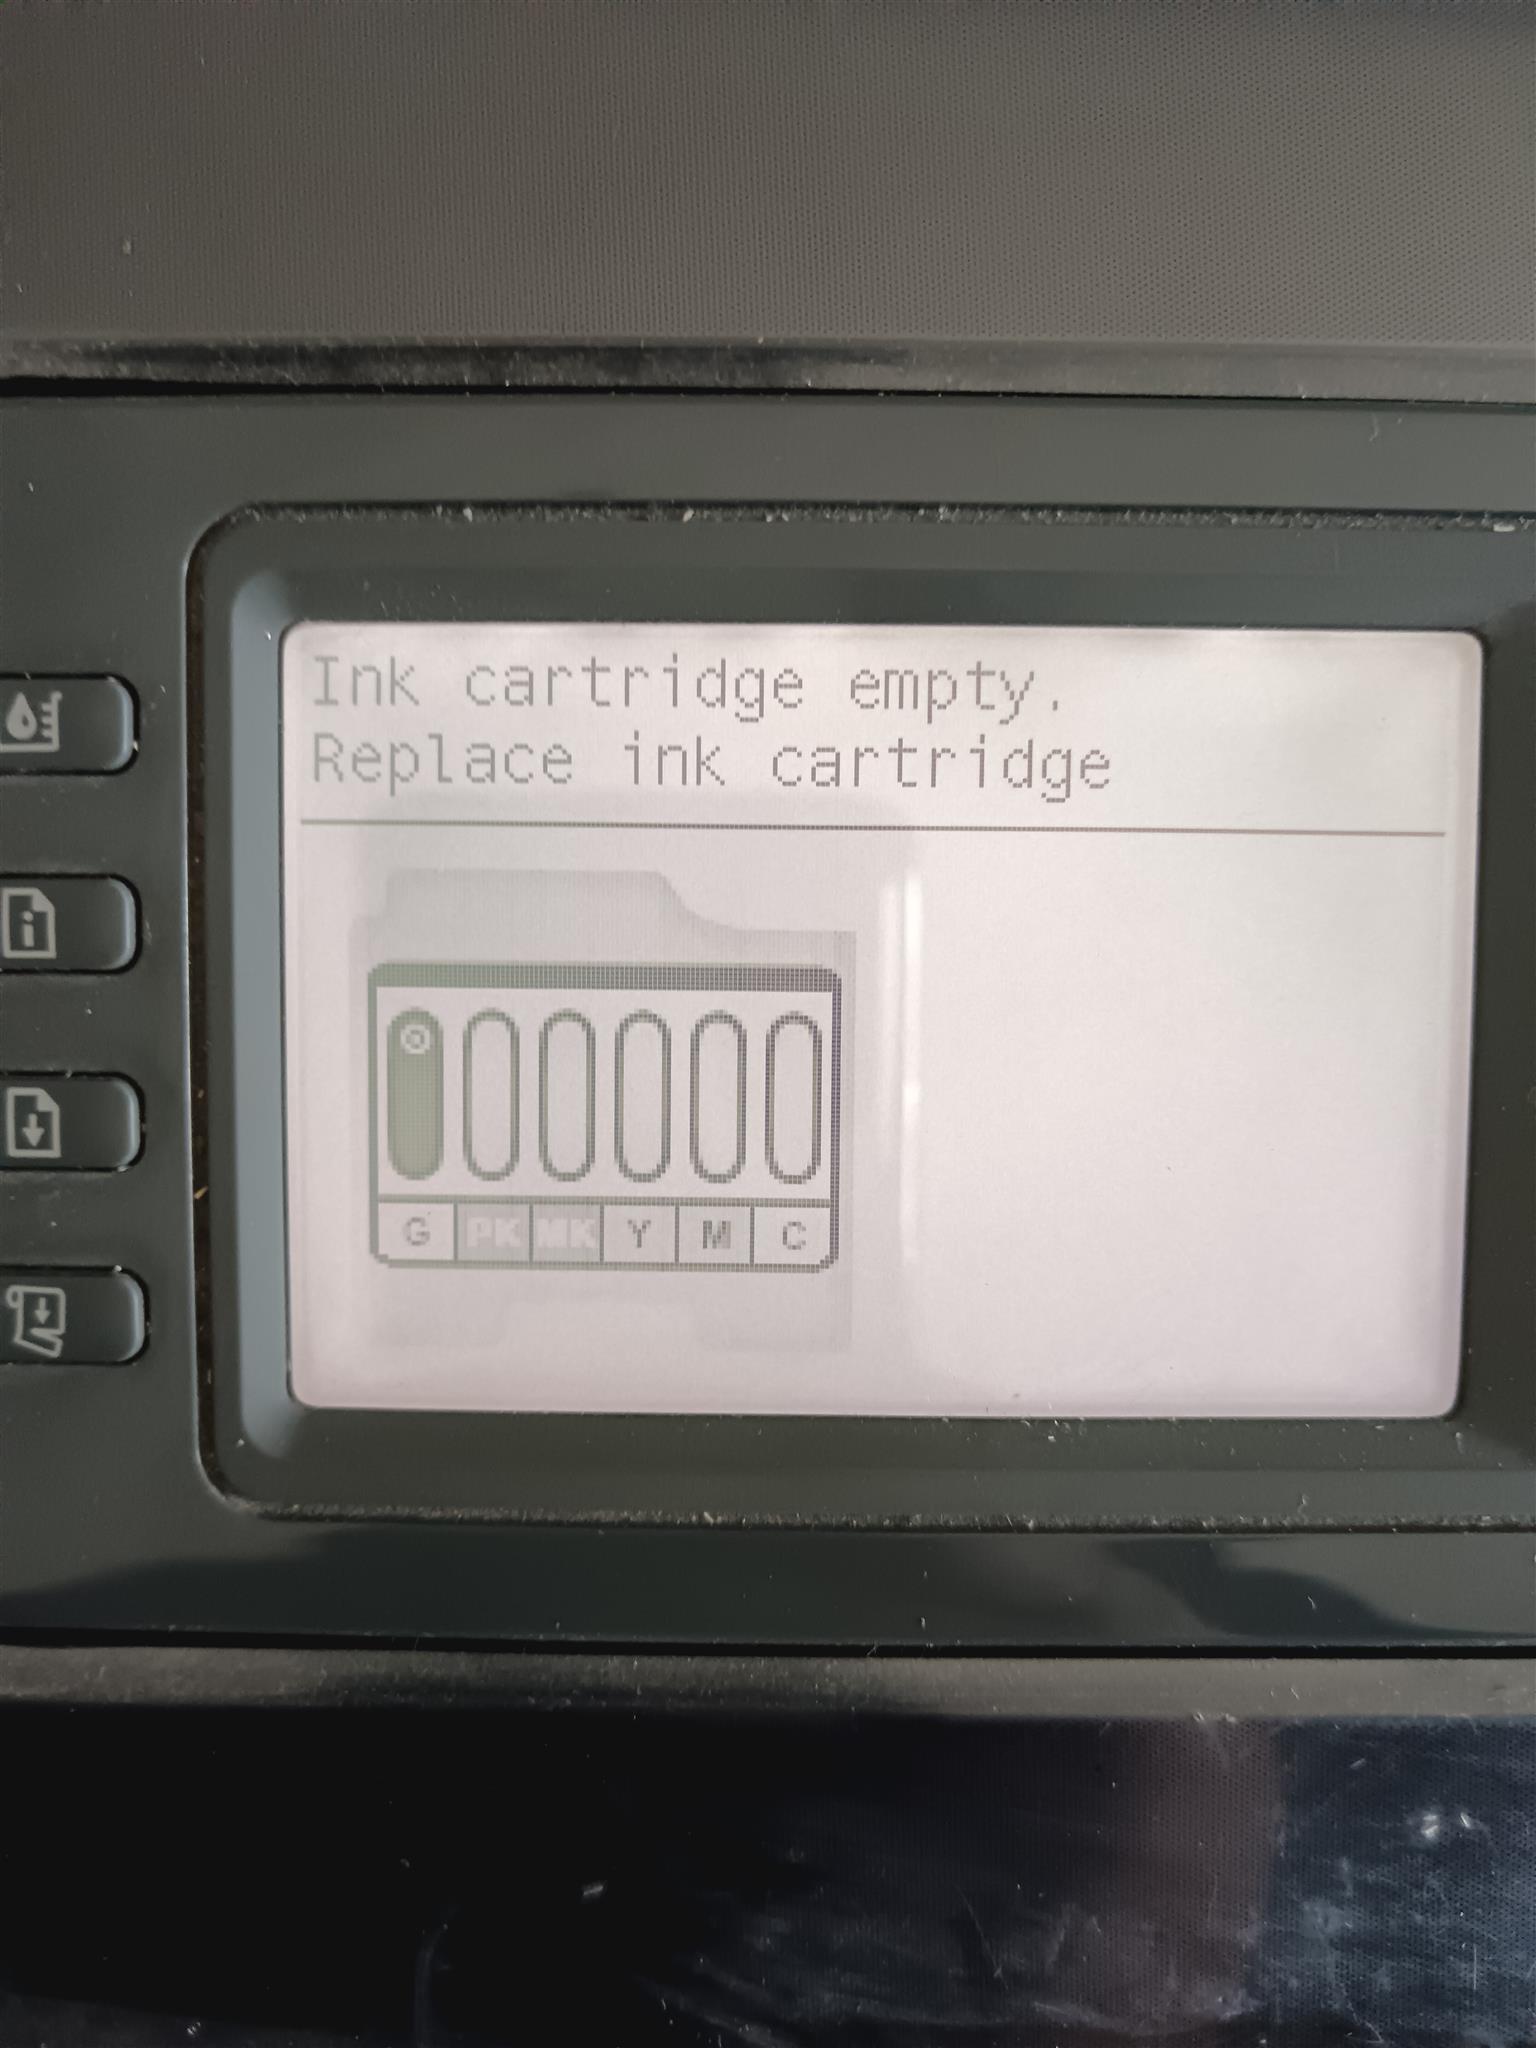 Ink cartridge empty.
Replace ink cartridge
G PK MK Y M C